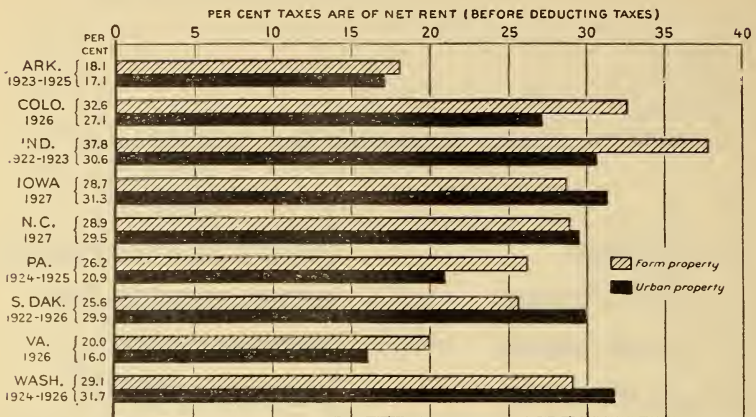 PER CENT TAXES ARE OF NET RENT (BEFORE DEDUCTING TAXES)
PER CENT
0 5 10 15 20 25 30 35 40
ARK. 18.1
1923-1925 17.1
COLO. 32.6
1926 27.1
IND. 37.8
1922-1923 30.6
IOWA 28.7
1927 31.3
N.C. 28.9
1927 29.5
PA. 26.2
1924-1925 20.9
Farm property
S. DAK. 25.6
Urban property
1922-1926 29.9
VA. 20.0
1926 16.0
WASH. 29.1
1924-1926 31.7